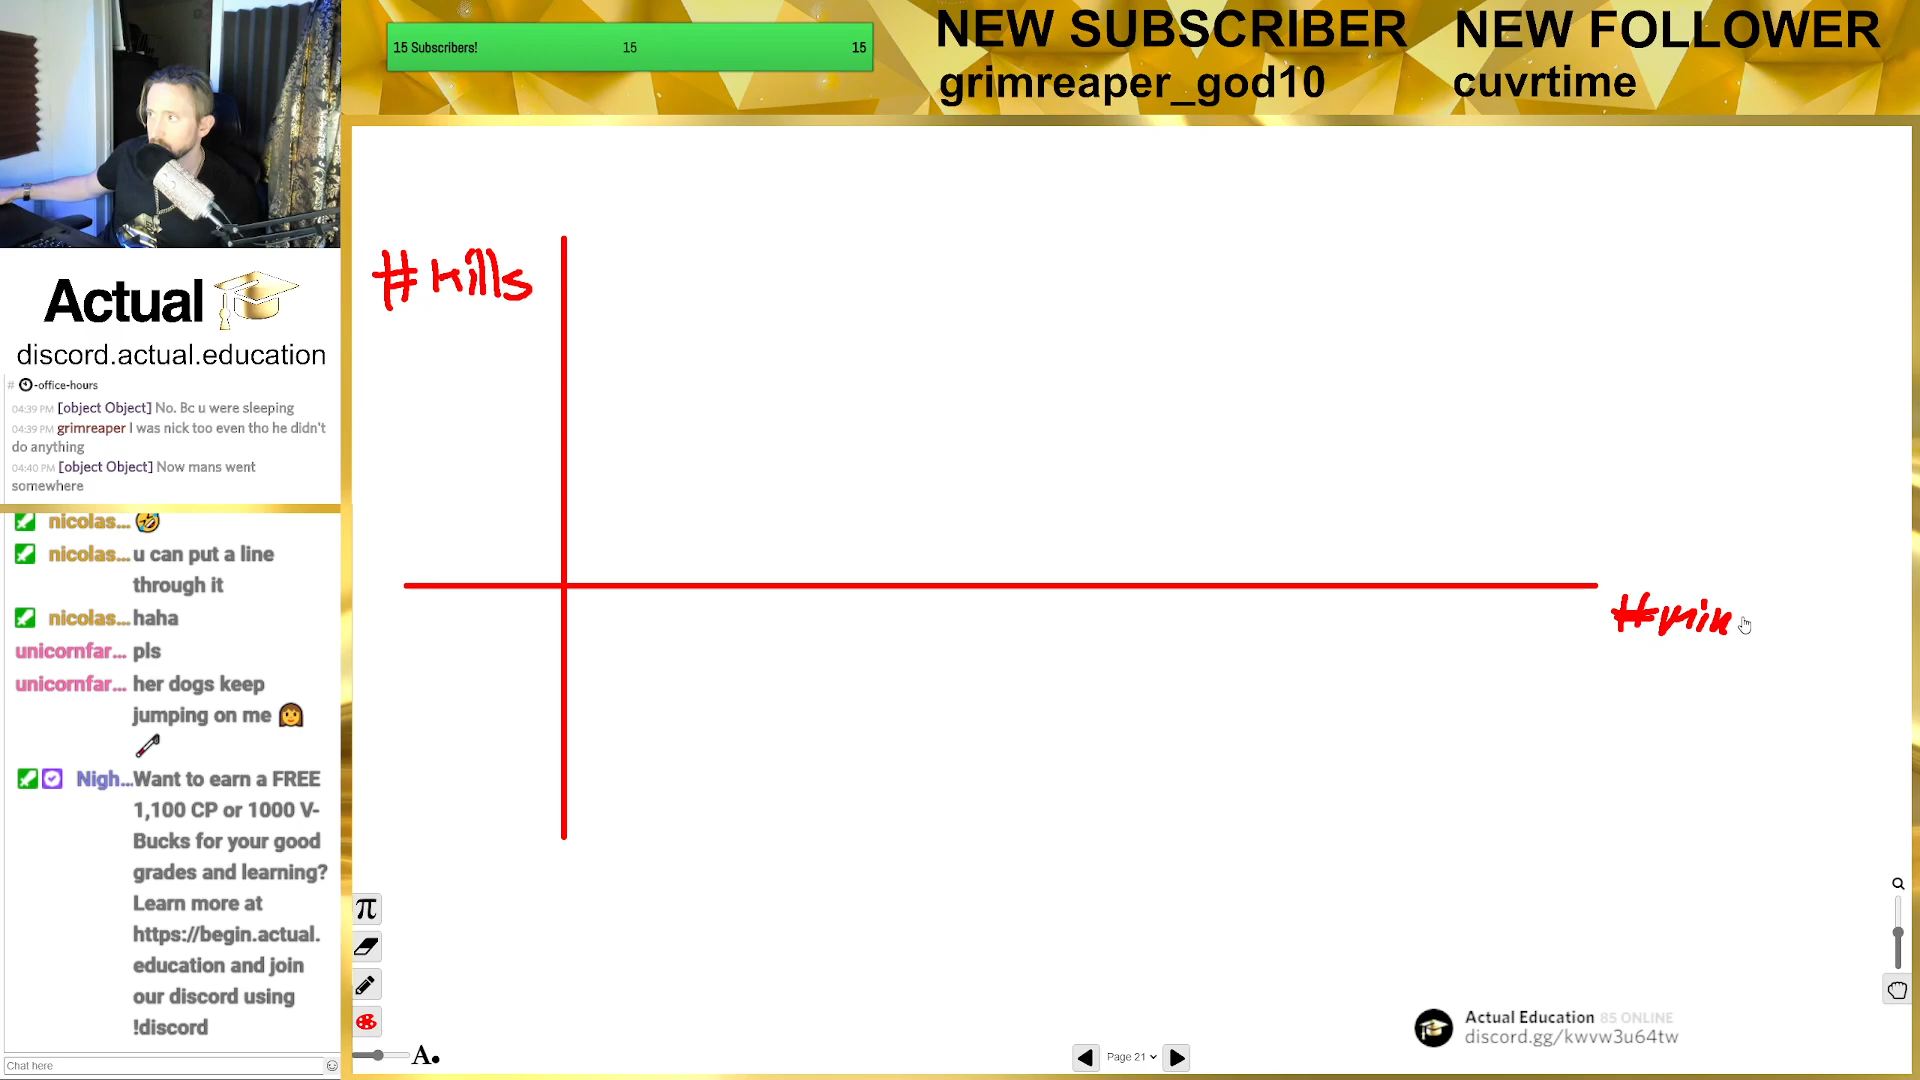 15 Subscribers!
15
15
NEW SUBSCRIBER
grimreaper_god10
NEW FOLLOWER
cuvrtime
Actual
discord.actual.education
# -office-hours
04:39 PM [object Object] No. Bc u were sleeping
04:39 PM grimreaper I was nick too even tho he didn't
do anything
04:40 PM [object Object] Now mans went
somewhere
nicolas... 🤣
nicolas... u can put a line
through it
nicolas... haha
unicornfar... pls
unicornfar... her dogs keep
jumping on me
Nigh... Want to earn a FREE
1,100 CP or 1000 V-
Bucks for your good
grades and learning?
Learn more at
https://begin.actual.
education and join
our discord using
!discord
Chat here
#kills
#min
π
A
Page 21
Actual Education 85 ONLINE
discord.gg/kwvw3u64tw